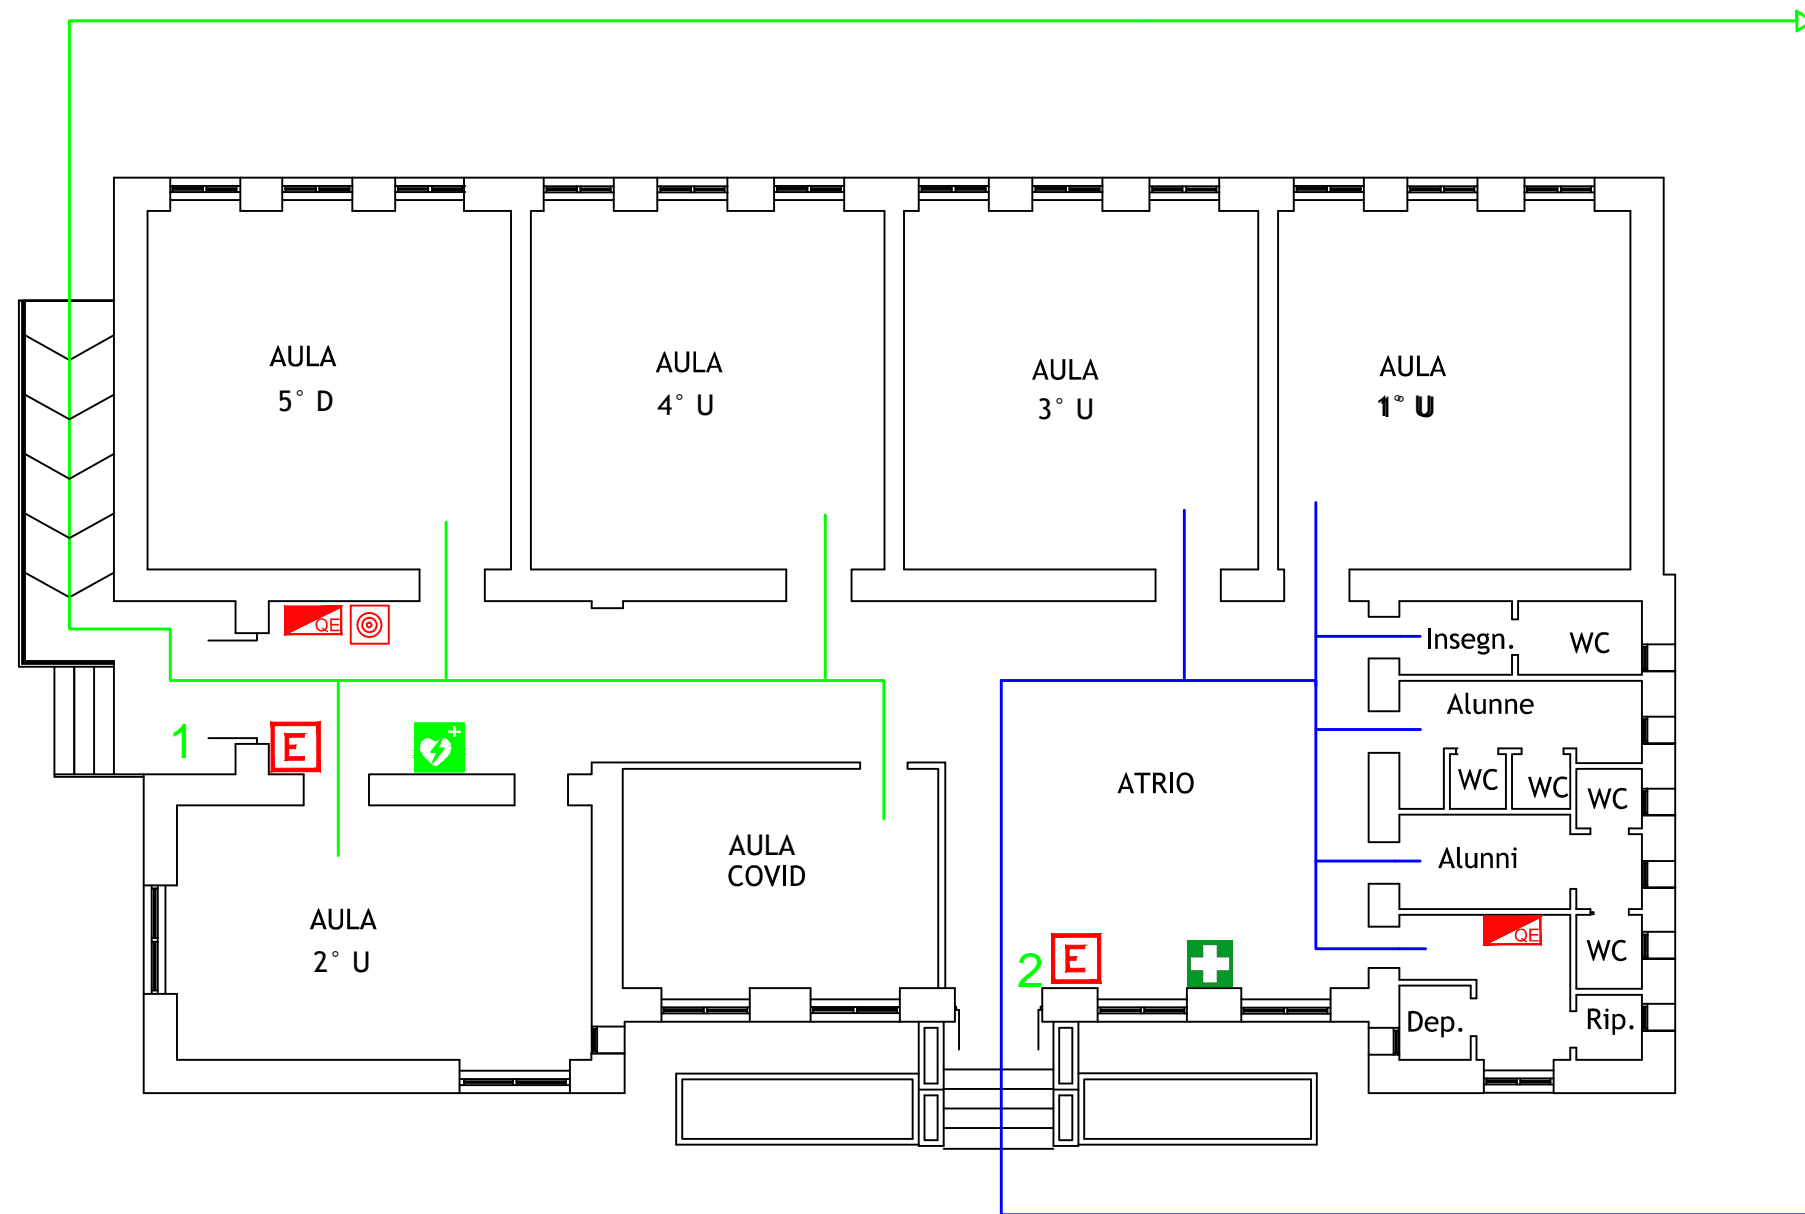 AULA
5° D
AULA
4° U
AULA
3° U
AULA
1° U
QE
Insegn.
WC
Alunne
1
E
WC
WC
WC
ATRIO
AULA
COVID
Alunni
AULA
2° U
QE
WC
2
E
Dep.
Rip.